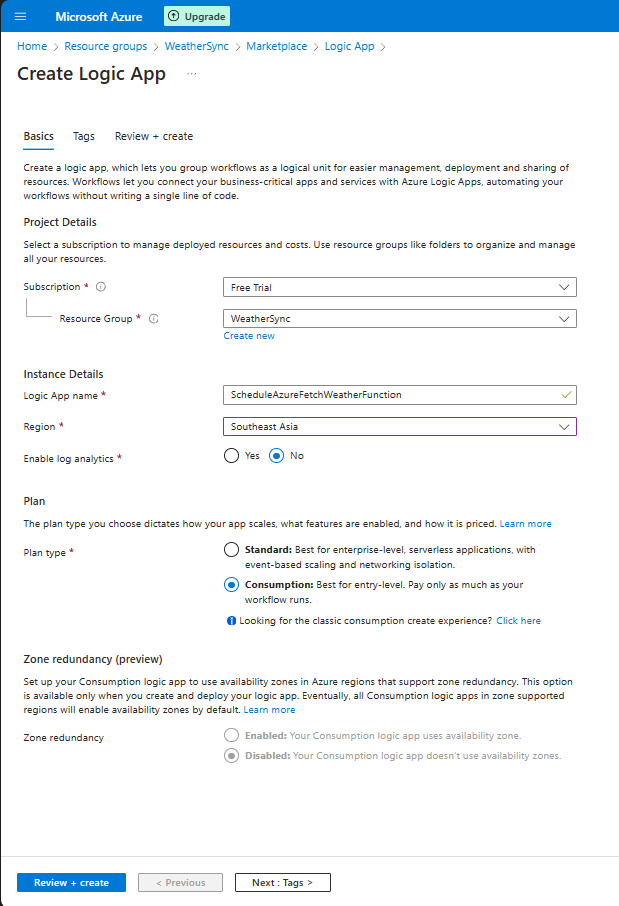 Microsoft Azure
Upgrade
Home > Resource groups > WeatherSync > Marketplace > Logic App >
Create Logic App ...
Basics Tags Review + create
Create a logic app, which lets you group workflows as a logical unit for easier management, deployment and sharing of
resources. Workflows let you connect your business-critical apps and services with Azure Logic Apps, automating your
workflows without writing a single line of code.
Project Details
Select a subscription to manage deployed resources and costs. Use resource groups like folders to organize and manage
all your resources.
Subscription *
Free Trial
Resource Group *
WeatherSync
Create new
Instance Details
Logic App name *
ScheduleAzureFetchWeatherFunction
Region *
Southeast Asia
Enable log analytics *
Yes No
Plan
The plan type you choose dictates how your app scales, what features are enabled, and how it is priced. Learn more
Plan type *
Standard: Best for enterprise-level, serverless applications, with
event-based scaling and networking isolation.
Consumption: Best for entry-level. Pay only as much as your
workflow runs.
Looking for the classic consumption create experience? Click here
Zone redundancy (preview)
Set up your Consumption logic app to use availability zones in Azure regions that support zone redundancy. This option
is available only when you create and deploy your logic app. Eventually, all Consumption logic apps in zone supported
regions will enable availability zones by default. Learn more
Zone redundancy
Enabled: Your Consumption logic app uses availability zone.
Disabled: Your Consumption logic app doesn't use availability zones.
Review + create < Previous Next : Tags >